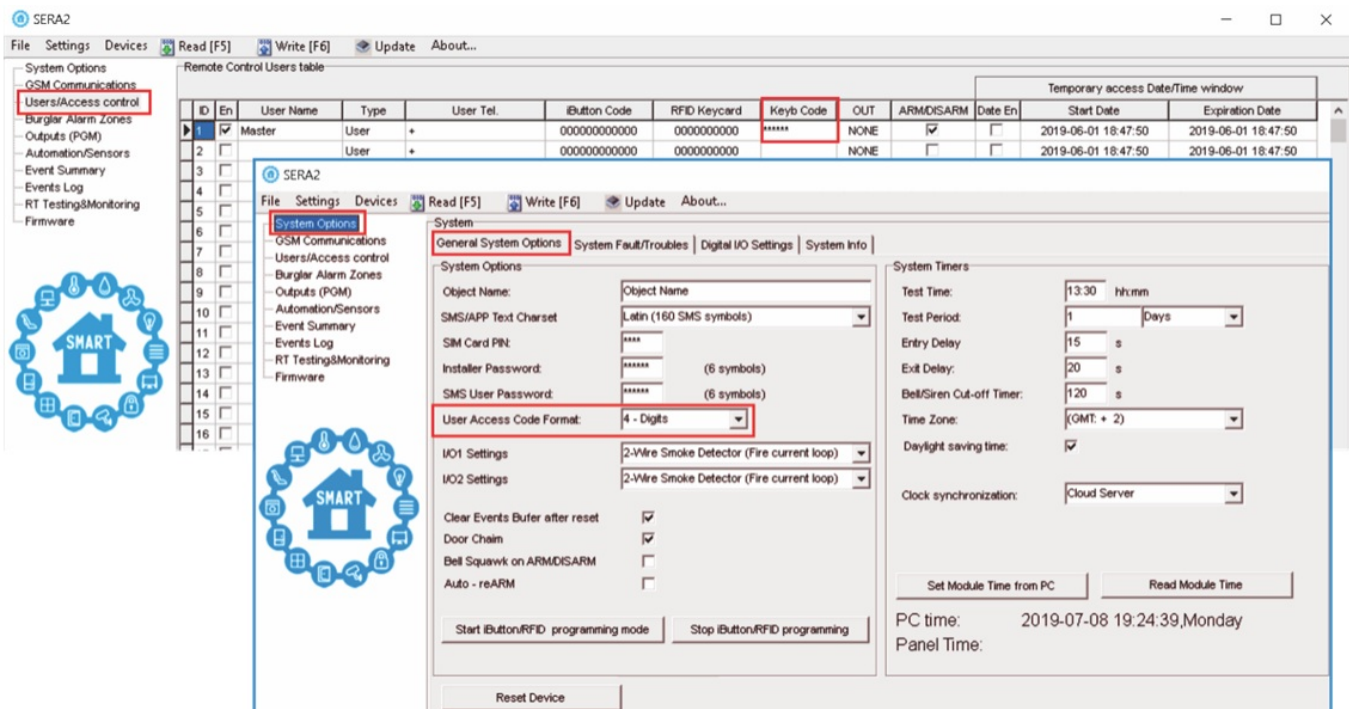 SERA2
File Settings Devices Read [F5] Write [F6] Update About...
System Options
GSM Communications
Users/Access control
Burglar Alarm Zones
Outputs (PGM)
Automation/Sensors
Event Summary
Events Log
RT Testing&Monitoring
Firmware
SMART
Remote Control Users table
Temporary access Date/Time window
ID En User Name Type User Tel. iButton Code RFID Keycard Keyb Code OUT ARM/DISARM Date En Start Date Expiration Date
1 Master User + 000000000000 0000000000 ****** NONE 2019-06-01 18:47:50 2019-06-01 18:47:50
2 User + 000000000000 0000000000 NONE 2019-06-01 18:47:50 2019-06-01 18:47:50
3
4
5
6
7
8
9
10
11
12
13
14
15
16
SERA2
File Settings Devices Read [F5] Write [F6] Update About...
System Options
GSM Communications
Users/Access control
Burglar Alarm Zones
Outputs (PGM)
Automation/Sensors
Event Summary
Events Log
RT Testing&Monitoring
Firmware
SMART
System
General System Options System Fault/Troubles Digital I/O Settings System Info
System Options
Object Name: Object Name
SMS/APP Text Charset Latin (160 SMS symbols)
SIM Card PIN: ****
Installer Password: ****** (6 symbols)
SMS User Password: ****** (6 symbols)
User Access Code Format: 4 - Digits
I/O1 Settings 2-Wire Smoke Detector (Fire current loop)
I/O2 Settings 2-Wire Smoke Detector (Fire current loop)
Clear Events Bufer after reset
Door Chaim
Bell Squawk on ARM/DISARM
Auto - reARM
Start iButton/RFID programming mode Stop iButton/RFID programming
Reset Device
System Timers
Test Time: 13:30 hh:mm
Test Period: 1 Days
Entry Delay 15 s
Exit Delay: 20 s
Bell/Siren Cut-off Timer: 120 s
Time Zone: (GMT: + 2)
Daylight saving time:
Clock synchronization: Cloud Server
Set Module Time from PC Read Module Time
PC time: 2019-07-08 19:24:39,Monday
Panel Time: